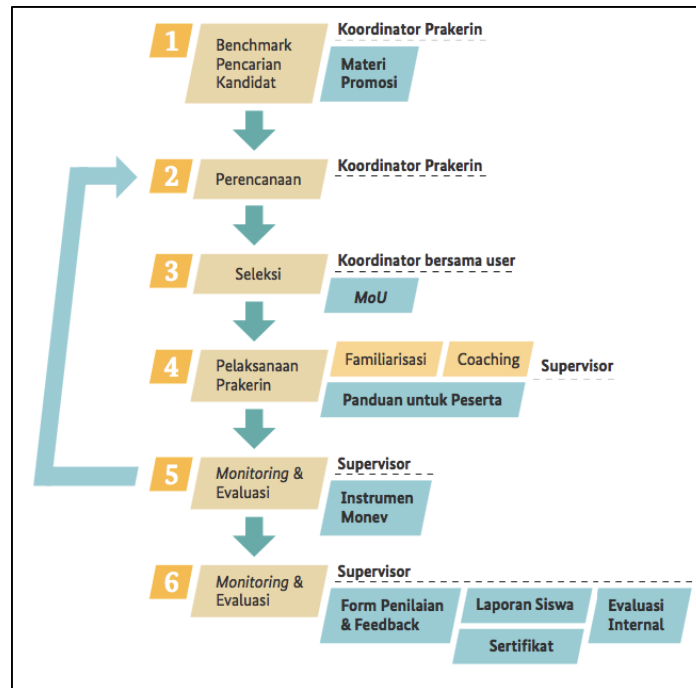 1
Benchmark
Pencarian
Kandidat
Koordinator Prakerin
Materi
Promosi
2
Perencanaan
Koordinator Prakerin
3
Seleksi
Koordinator bersama user
MoU
4
Pelaksanaan
Prakerin
Familiarisasi
Coaching
Supervisor
Panduan untuk Peserta
5
Monitoring &
Evaluasi
Supervisor
Instrumen
Monev
6
Monitoring &
Evaluasi
Supervisor
Form Penilaian
& Feedback
Laporan Siswa
Sertifikat
Evaluasi
Internal